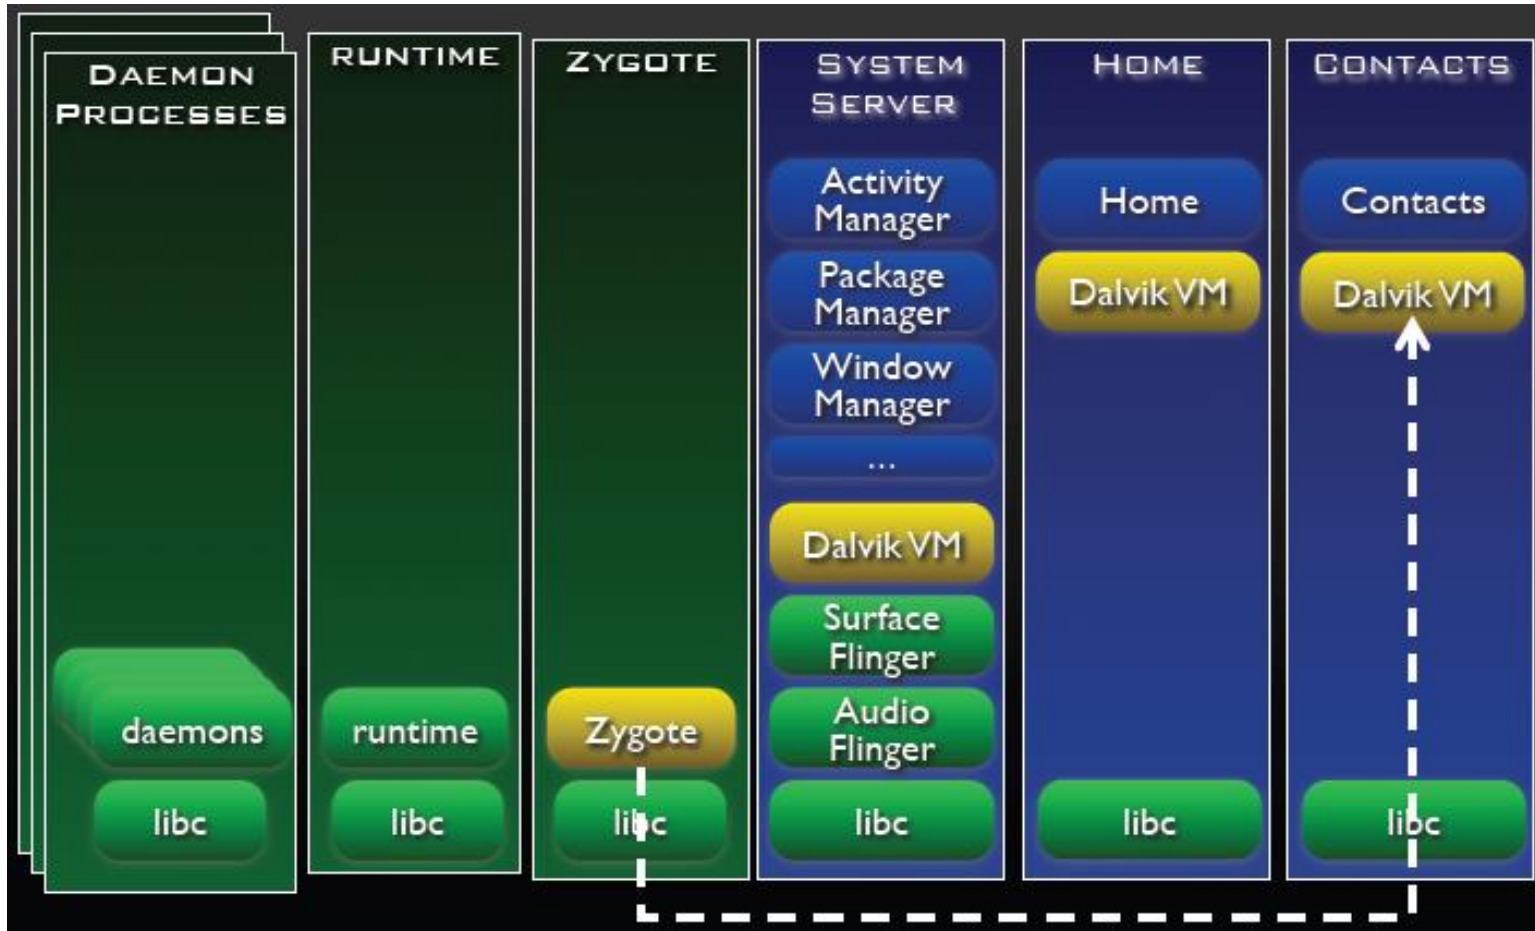 DAEMON
PROCESSES
daemons
libc
RUNTIME
runtime
libc
ZYGOTE
Zygote
libc
SYSTEM
SERVER
Activity
Manager
Package
Manager
Window
Manager
...
Dalvik VM
Surface
Flinger
Audio
Flinger
libc
HOME
Home
Dalvik VM
libc
CONTACTS
Contacts
Dalvik VM
libc